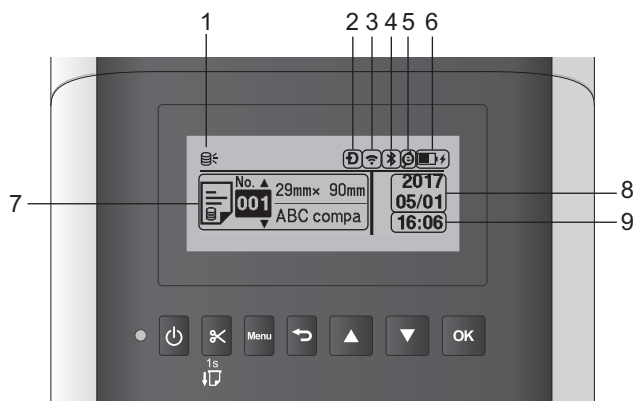 1 2 3 4 5 6
No. 29mm× 90mm 2017
7 001 8
05/01
ABC compa 16:06 9
Menu OK
1s